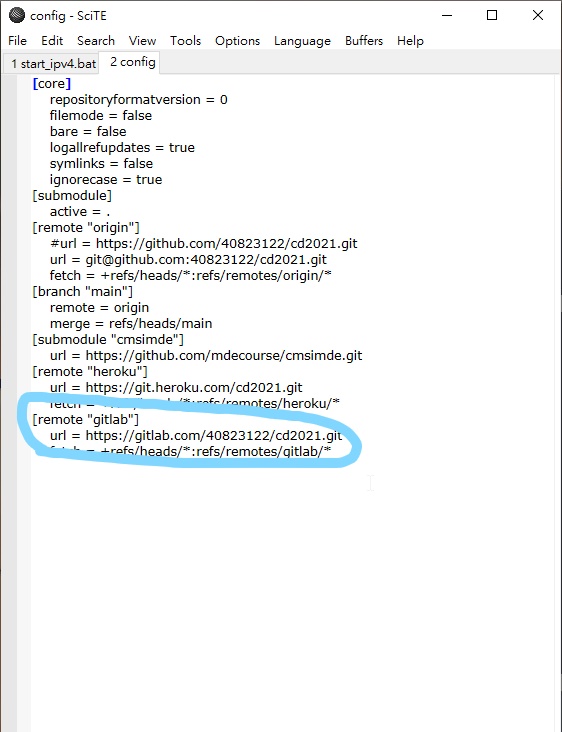 config - SciTE
File Edit Search View Tools Options Language Buffers Help
1 start_ipv4.bat 2 config
[core]
repositoryformatversion = 0
filemode = false
bare = false
logallrefupdates = true
symlinks = false
ignorecase = true
[submodule]
active = .
[remote "origin"]
#url = https://github.com/40823122/cd2021.git
url = git@github.com:40823122/cd2021.git
fetch = +refs/heads/*:refs/remotes/origin/*
[branch "main"]
remote = origin
merge = refs/heads/main
[submodule "cmsimde"]
url = https://github.com/mdecourse/cmsimde.git
[remote "heroku"]
url = https://git.heroku.com/cd2021.git
fetch = +refs/heads/*:refs/remotes/heroku/*
[remote "gitlab"]
url = https://gitlab.com/40823122/cd2021.git
fetch = +refs/heads/*:refs/remotes/gitlab/*